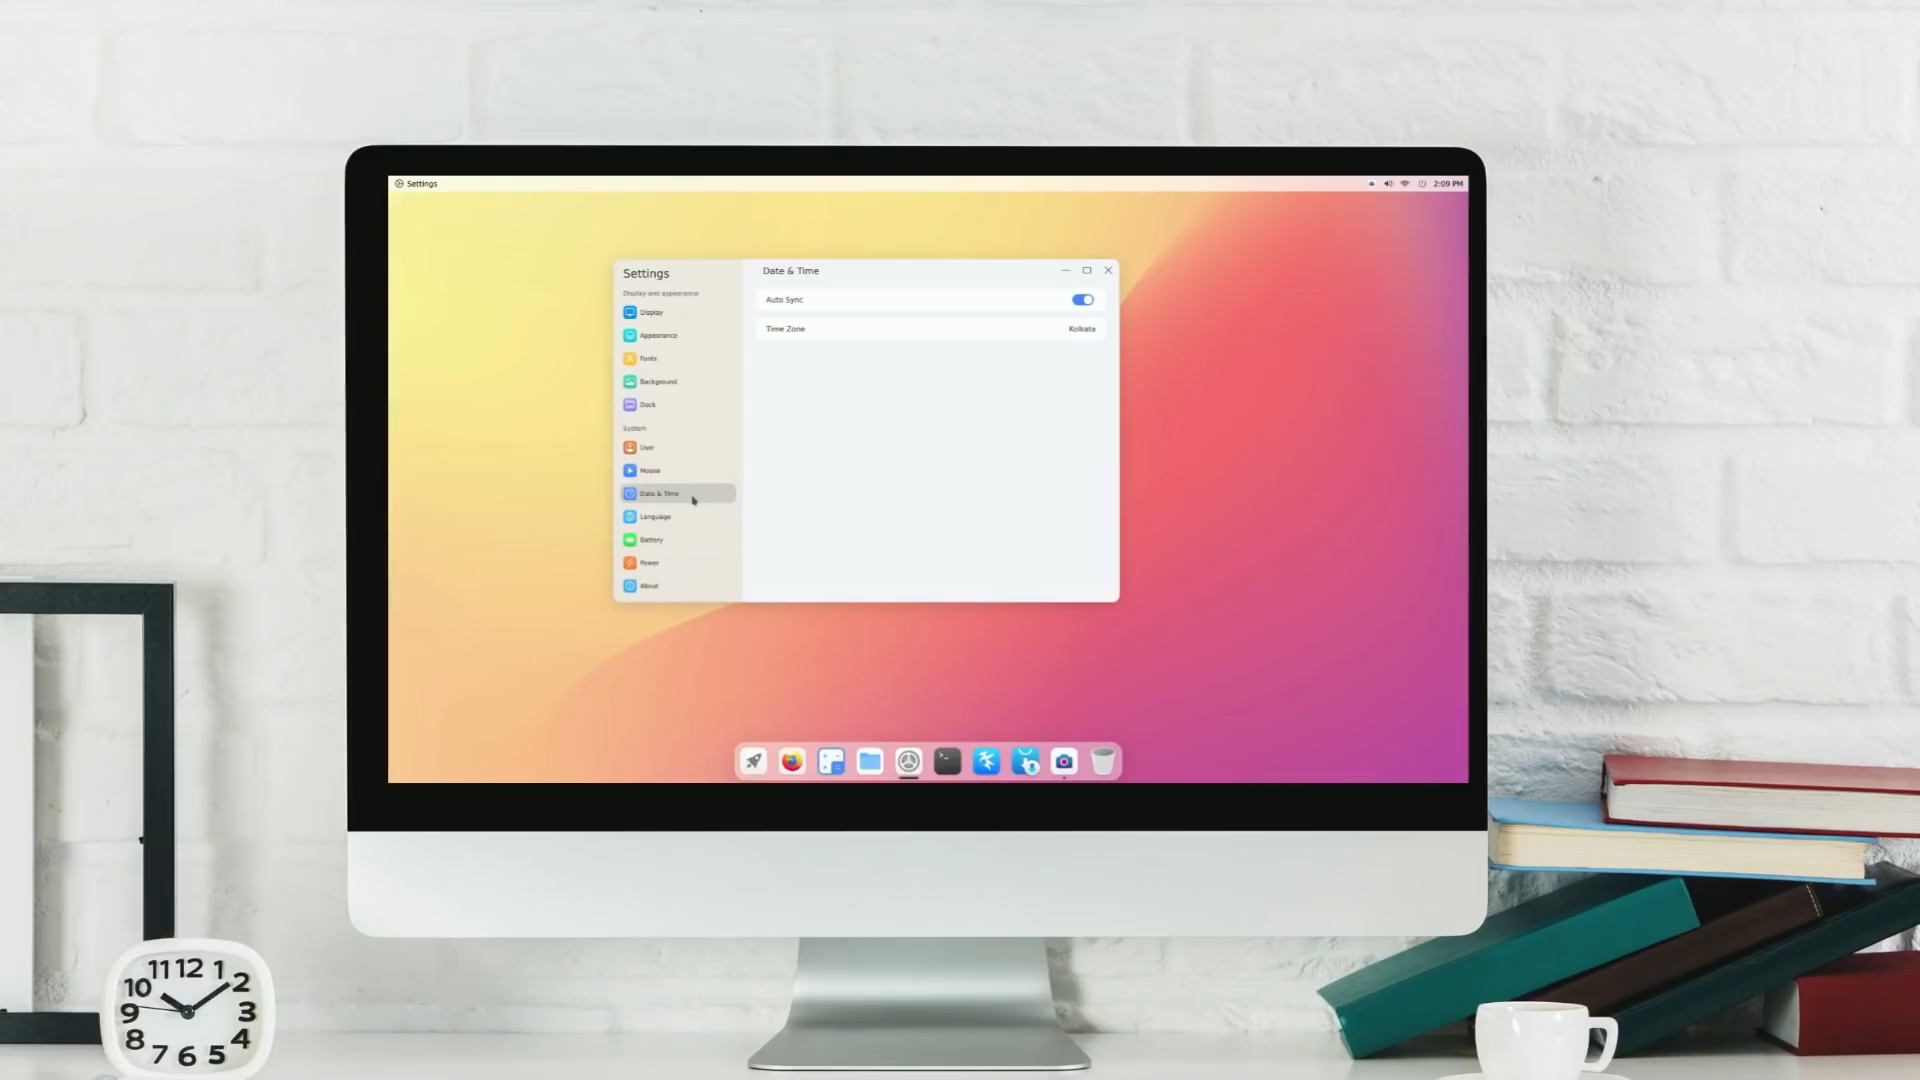 Settings
2:09 PM
Settings
Display and appearance
Display
Appearance
Fonts
Background
Dock
System
User
Mouse
Date & Time
Language
Battery
Power
About
Date & Time
Auto Sync
Time Zone Kolkata
11 12 1
10 2
9 3
8 4
7 6 5